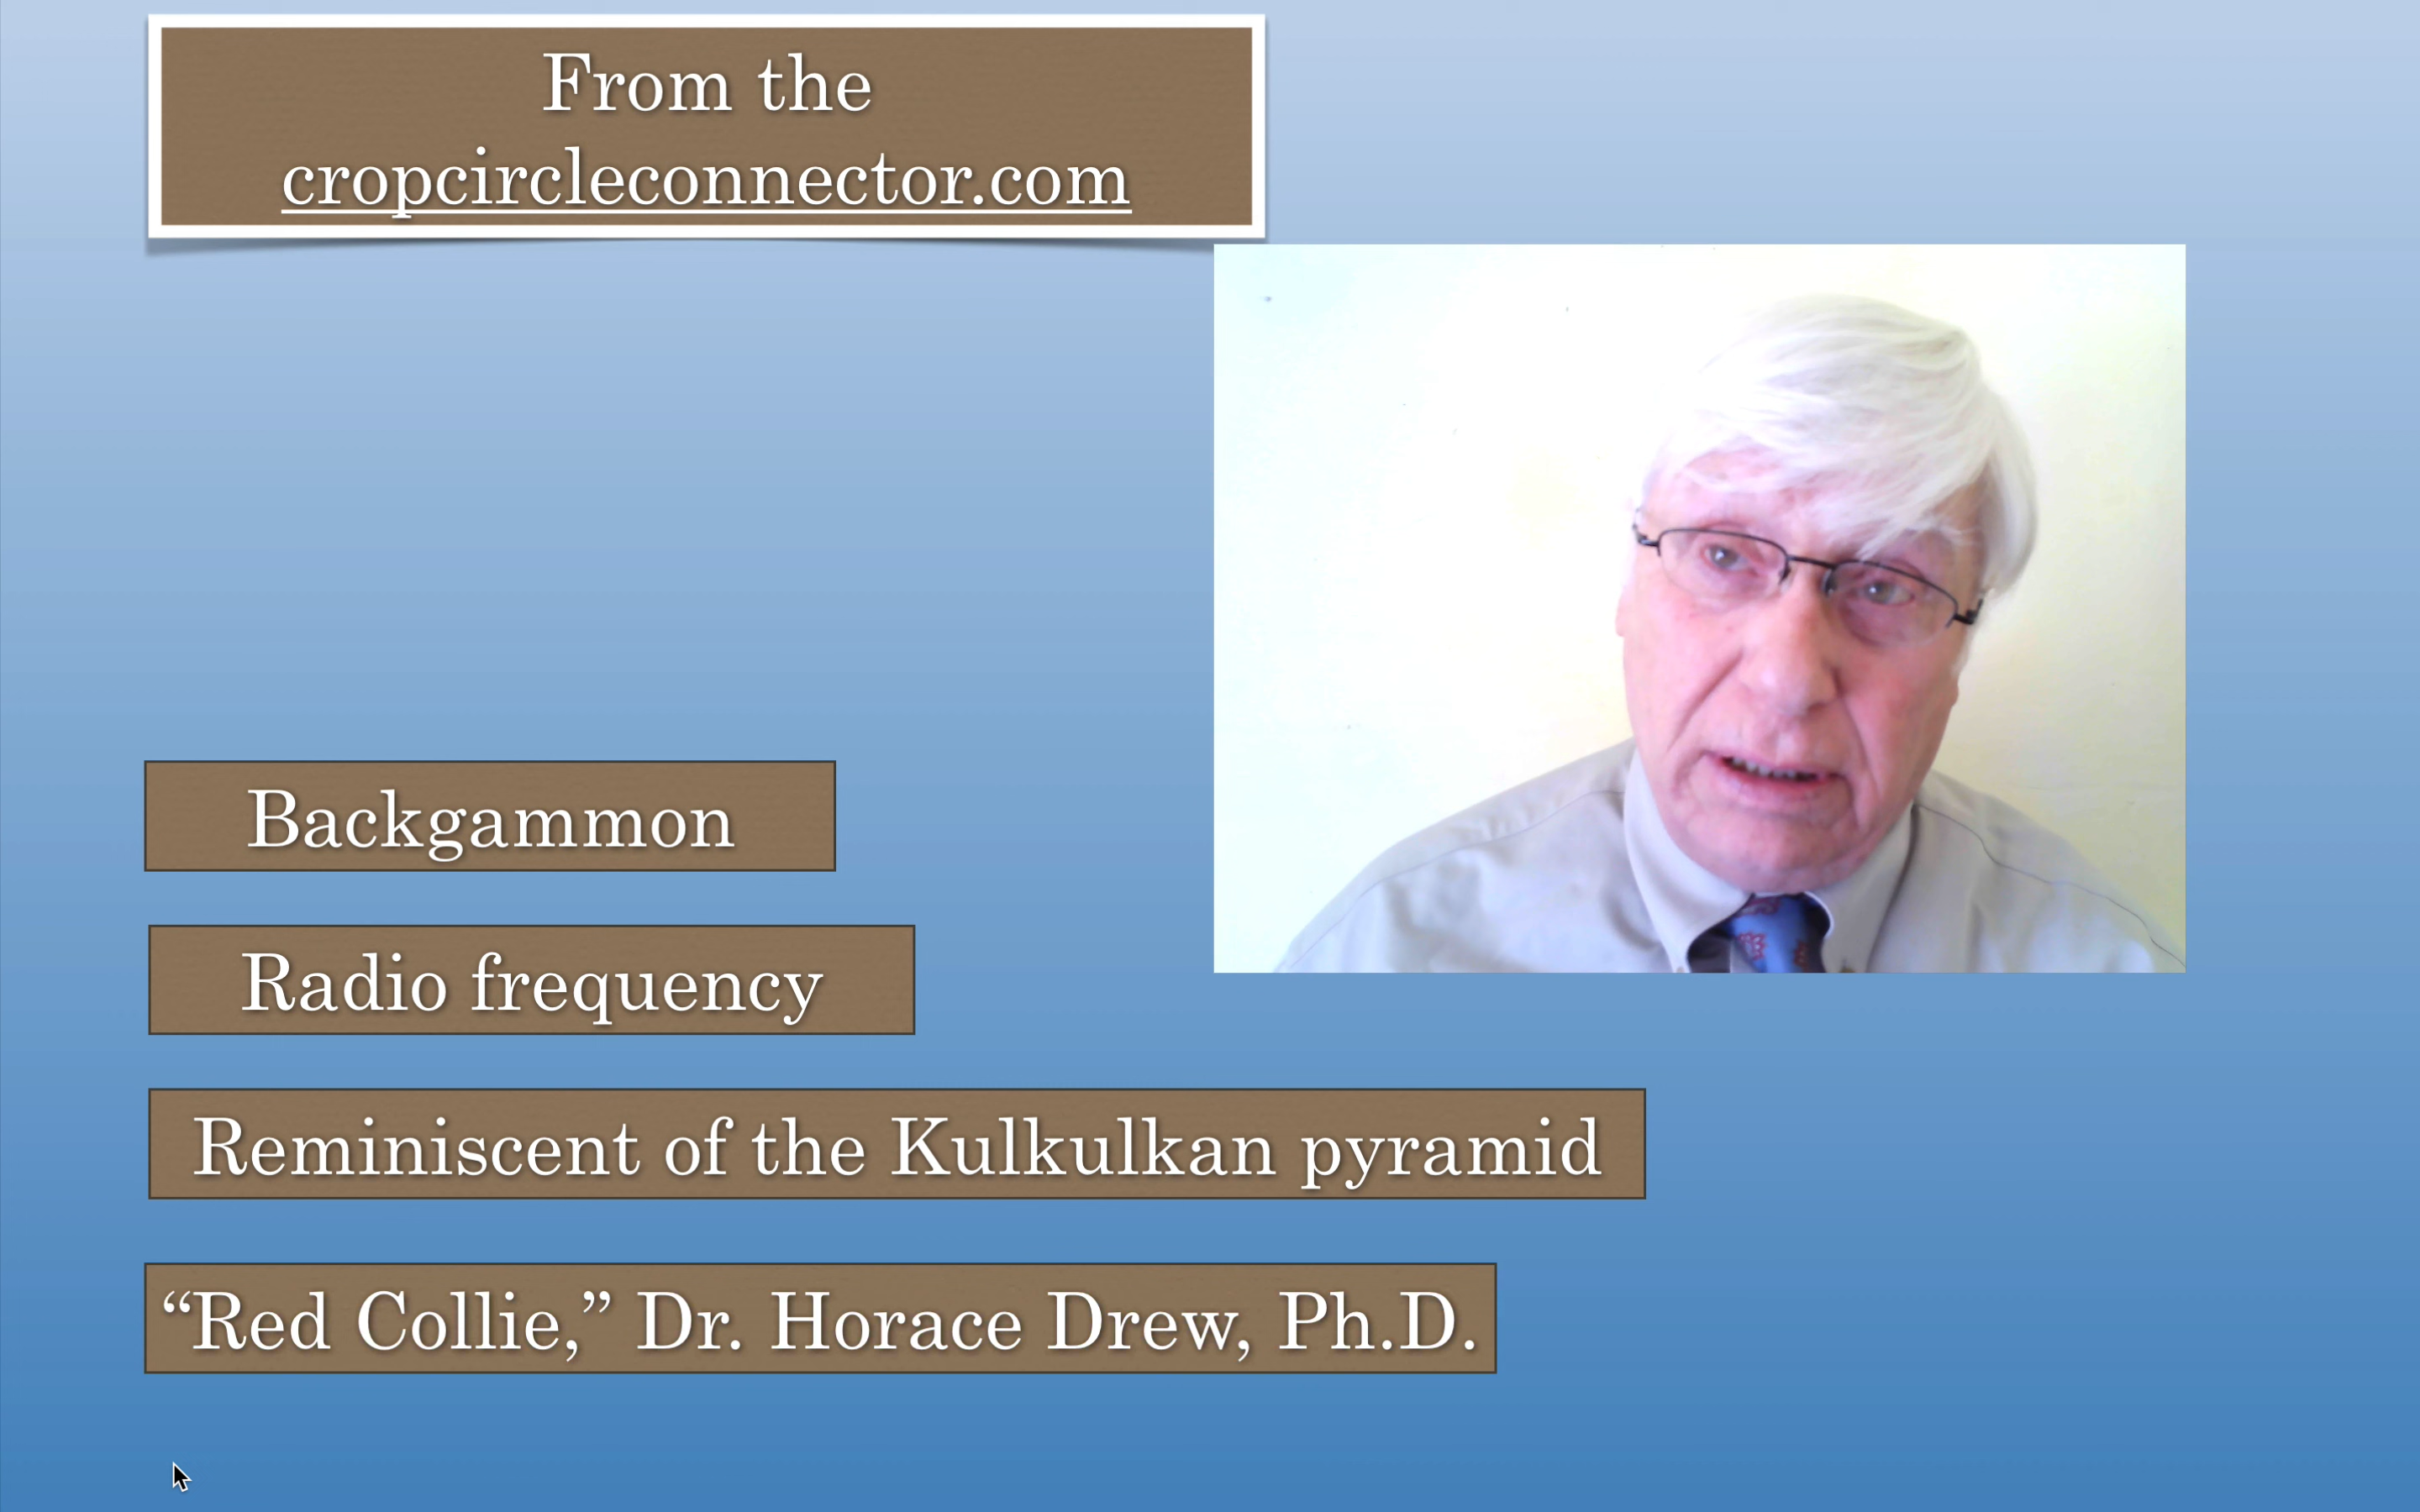 From the
cropcircleconnector.com
Backgammon
Radio frequency
Reminiscent of the Kulkulkan pyramid
“Red Collie,” Dr. Horace Drew, Ph.D.